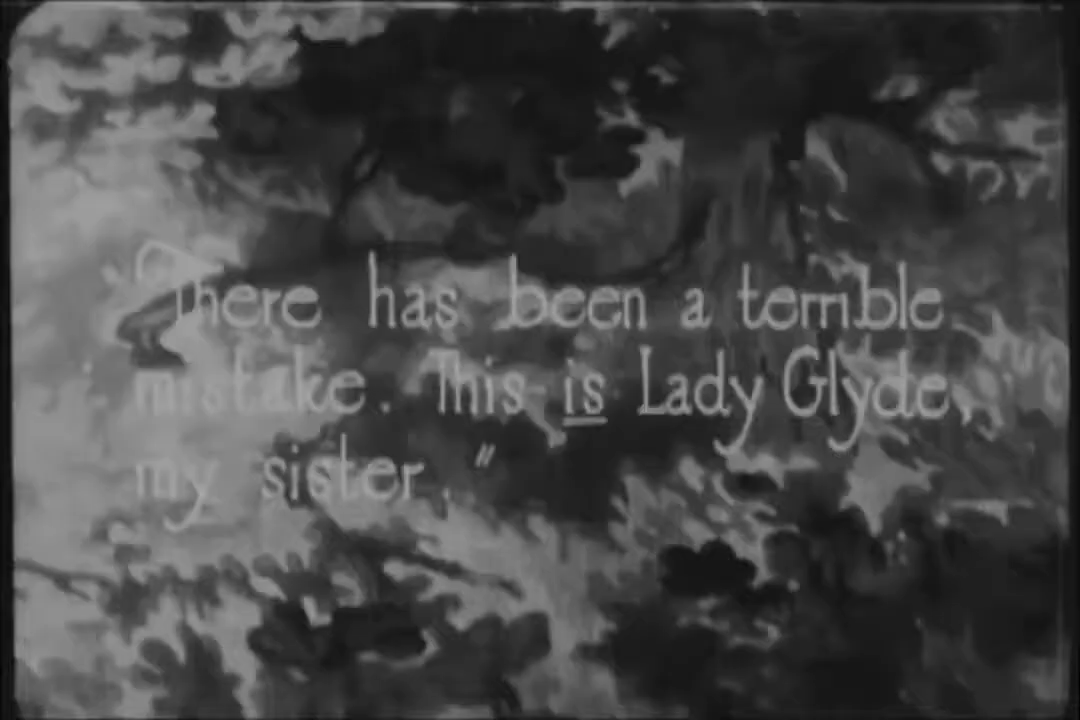 "There has been a terrible
mistake. This is Lady Glyde,
my sister."